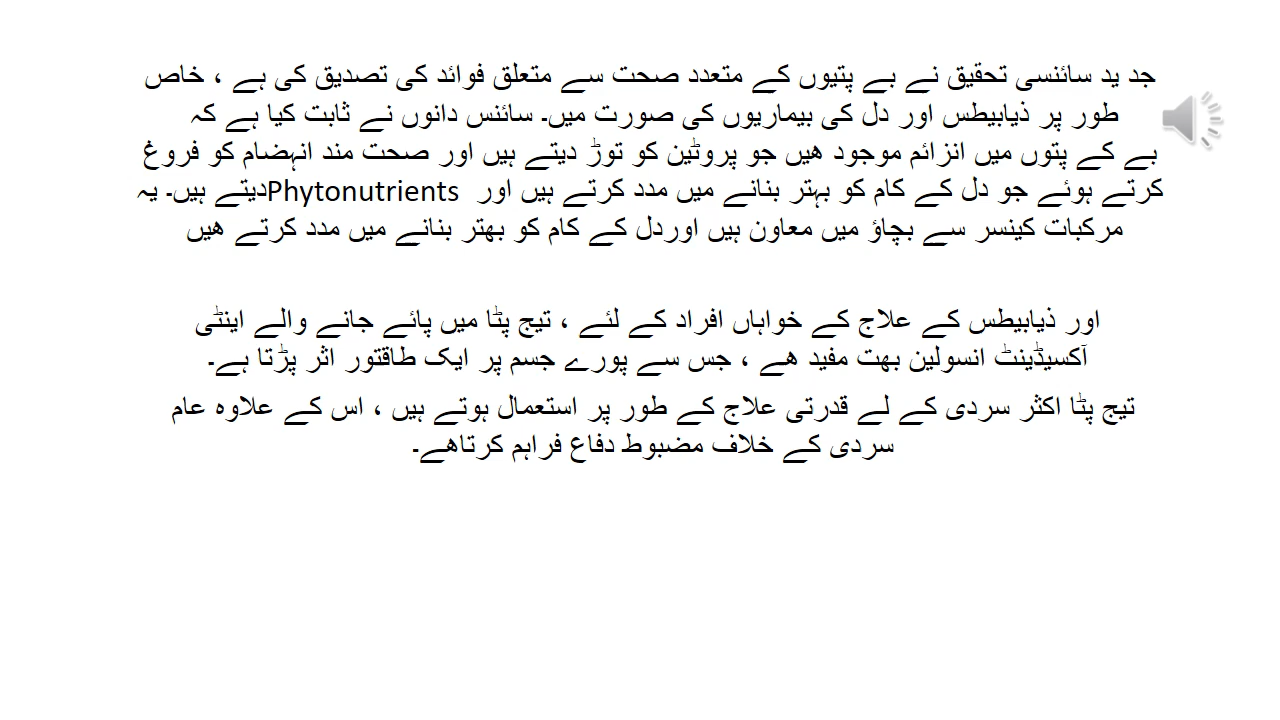 جد ید سائنسی تحقیق نے بے پتیوں کے متعدد صحت سے متعلق فوائد کی تصدیق کی ہے ، خاص
طور پر ذیابیطس اور دل کی بیماریوں کی صورت میں۔ سائنس دانوں نے ثابت کیا ہے کہ
بے کے پتوں میں انزائم موجود ھیں جو پروٹین کو توڑ دیتے ہیں اور صحت مند انہضام کو فروغ
کرتے ہوئے جو دل کے کام کو بہتر بنانے میں مدد کرتے ہیں اور Phytonutrientsدیتے ہیں۔ یہ
مرکبات کینسر سے بچاؤ میں معاون ہیں اوردل کے کام کو بھتر بنانے میں مدد کرتے ھیں
اور ذیابیطس کے علاج کے خواہاں افراد کے لئے ، تیج پٹا میں پائے جانے والے اینٹی
آکسیڈینٹ انسولین بھت مفید ھے ، جس سے پورے جسم پر ایک طاقتور اثر پڑتا ہے۔
تیج پٹا اکثر سردی کے لے قدرتی علاج کے طور پر استعمال ہوتے ہیں ، اس کے علاوہ عام
سردی کے خلاف مضبوط دفاع فراہم کرتاھے۔